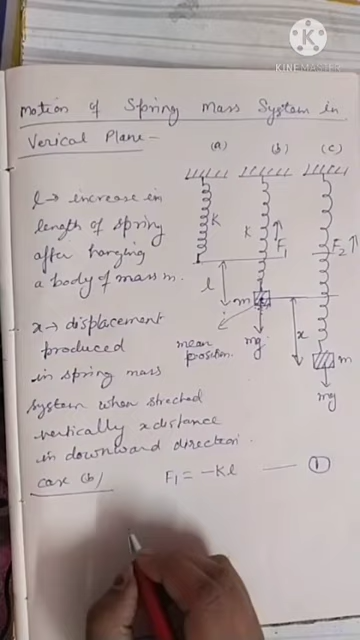 K
KINEMASTER
Motion of Spring Mass System in
Verical Plane -
(a) (b) (c)
l → increase in
length of spring
after hanging
a body of mass m.
x → displacement
produced
in spring mass
system when streched
vertically x distance
in downward direction.
K
K
F1
F2
l
m
mean
position
mg
x
m
mg
case (b)
F1 = -Kl — ①